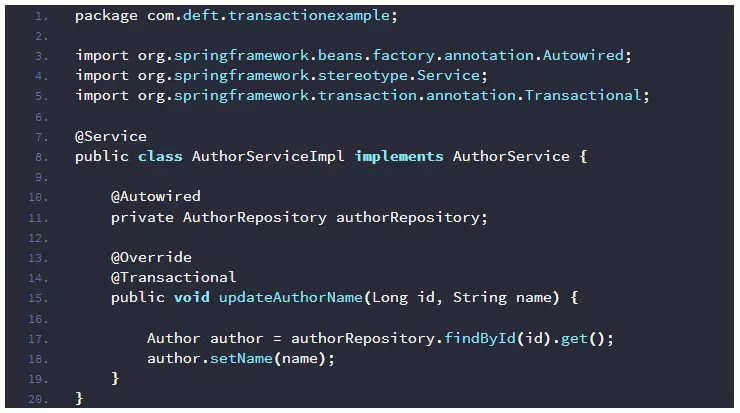 1. package com.deft.transactionexample;
2.
3. import org.springframework.beans.factory.annotation.Autowired;
4. import org.springframework.stereotype.Service;
5. import org.springframework.transaction.annotation.Transactional;
6.
7. @Service
8. public class AuthorServiceImpl implements AuthorService {
9.
10.     @Autowired
11.     private AuthorRepository authorRepository;
12.
13.     @Override
14.     @Transactional
15.     public void updateAuthorName(Long id, String name) {
16.
17.         Author author = authorRepository.findById(id).get();
18.         author.setName(name);
19.     }
20. }